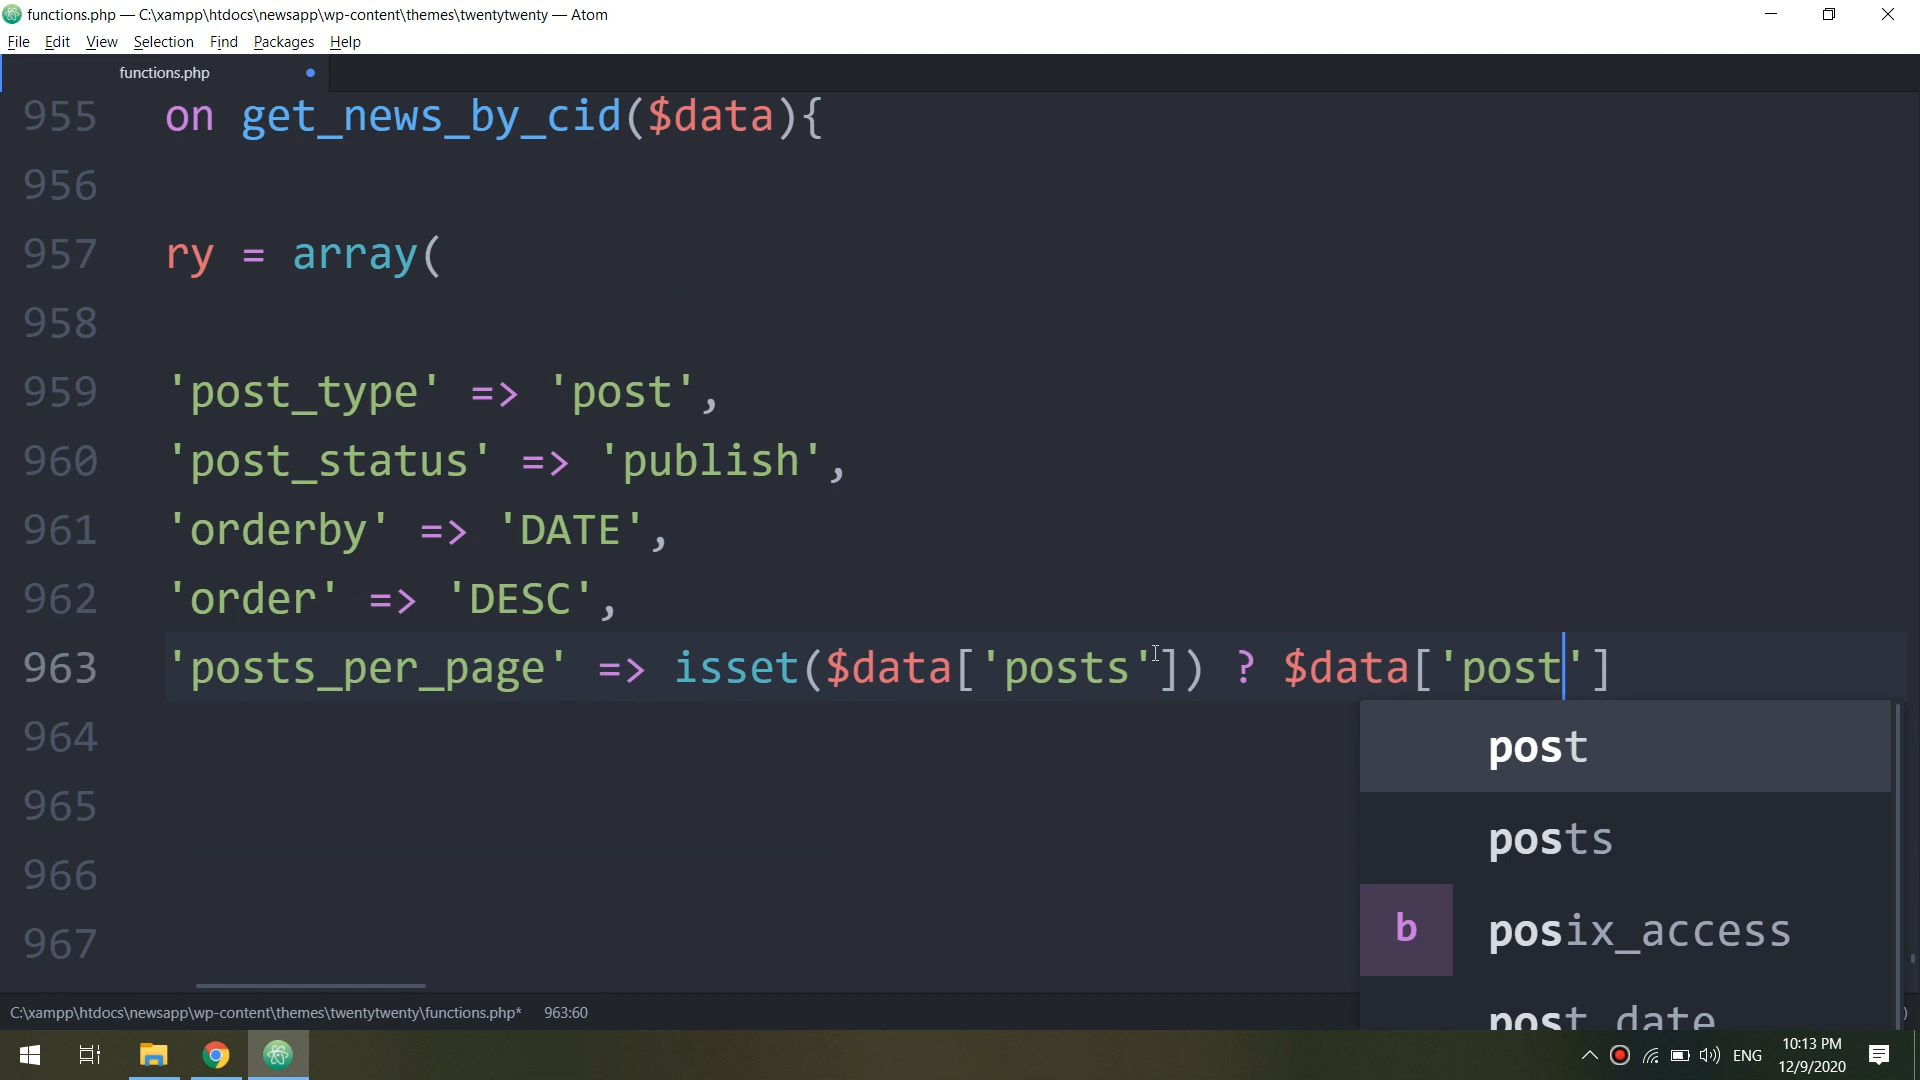 functions.php — C:\xampp\htdocs\newsapp\wp-content\themes\twentytwenty — Atom
File Edit View Selection Find Packages Help
functions.php
955 on get_news_by_cid($data){
956
957 ry = array(
958
959 'post_type' => 'post',
960 'post_status' => 'publish',
961 'orderby' => 'DATE',
962 'order' => 'DESC',
963 'posts_per_page' => isset($data['posts']) ? $data['post']
964
post
965
posts
966
b posix_access
967
post_date
C:\xampp\htdocs\newsapp\wp-content\themes\twentytwenty\functions.php* 963:60
ENG
10:13 PM
12/9/2020